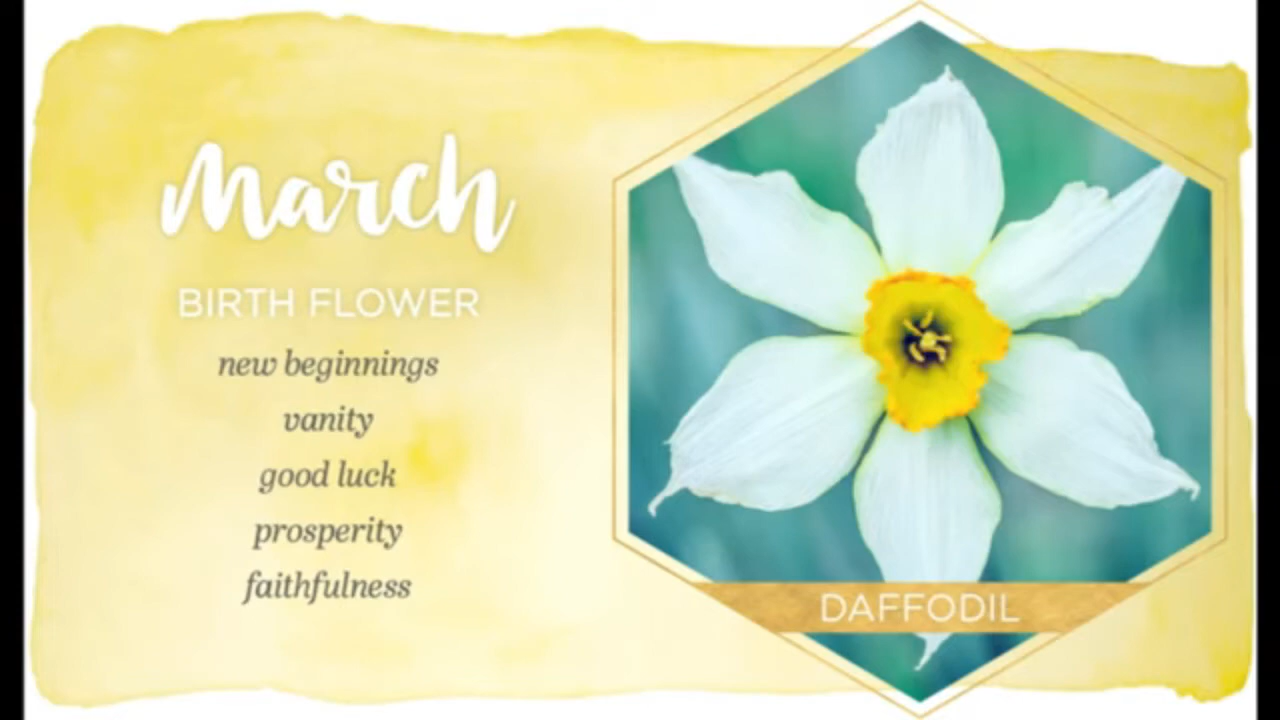 March
BIRTH FLOWER
new beginnings
vanity
good luck
prosperity
faithfulness
DAFFODIL